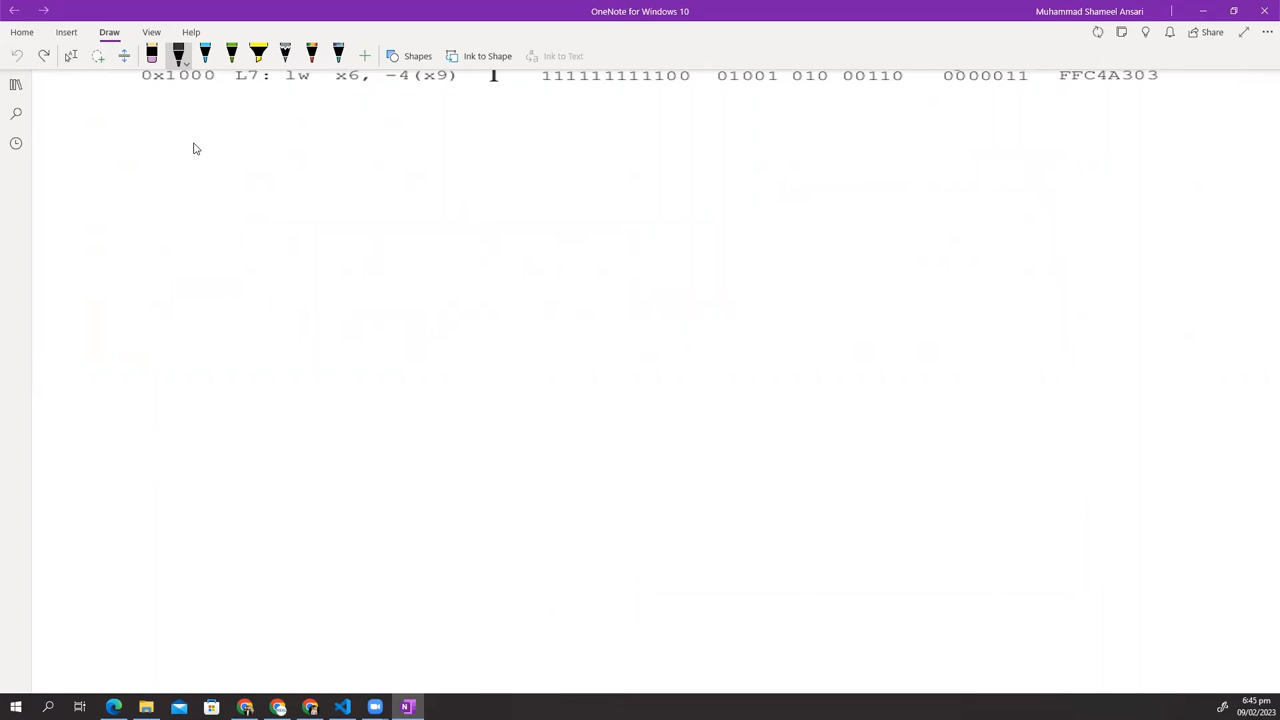 OneNote for Windows 10
Muhammad Shameel Ansari
Home Insert Draw View Help
Share
Shapes Ink to Shape Ink to Text
0x1000 L7: lw x6, -4(x9) I 111111111100 01001 010 00110 0000011 FFC4A303
6:45 pm
09/02/2023